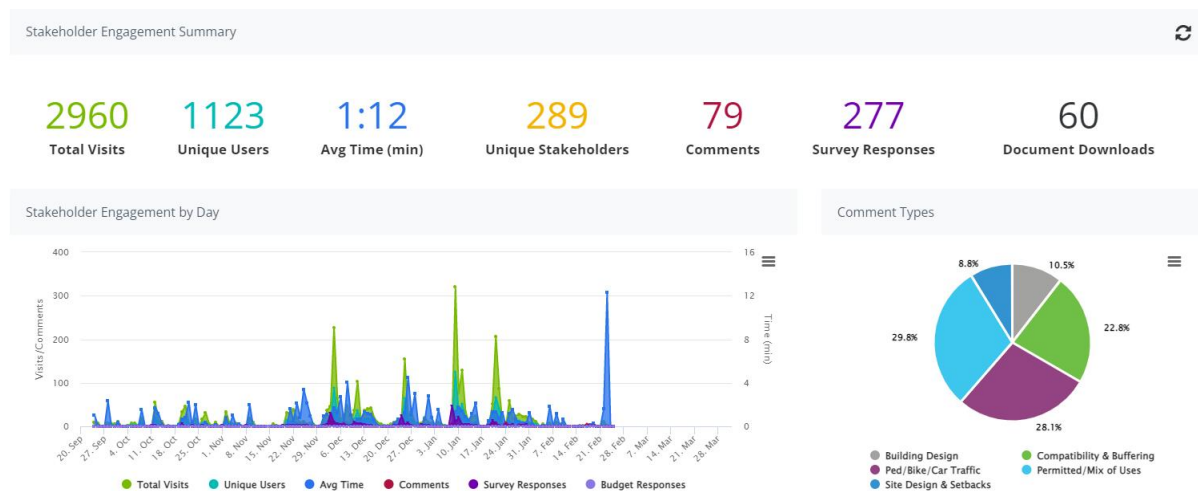 Stakeholder Engagement Summary
2960 1123 1:12 289 79 277 60
Total Visits Unique Users Avg Time (min) Unique Stakeholders Comments Survey Responses Document Downloads
Stakeholder Engagement by Day
400 16
300 12
200 8
100 4
0 0
Visits/Comments
Time (min)
20. Sep 27. Sep 4. Oct 11. Oct 18. Oct 25. Oct 1. Nov 8. Nov 15. Nov 22. Nov 29. Nov 6. Dec 13. Dec 20. Dec 27. Dec 3. Jan 10. Jan 17. Jan 24. Jan 31. Jan 7. Feb 14. Feb 21. Feb 28. Feb 7. Mar 14. Mar 21. Mar 28. Mar
Total Visits Unique Users Avg Time Comments Survey Responses Budget Responses
Comment Types
8.8% 10.5%
29.8% 22.8%
28.1%
Building Design Compatibility & Buffering
Ped/Bike/Car Traffic Permitted/Mix of Uses
Site Design & Setbacks